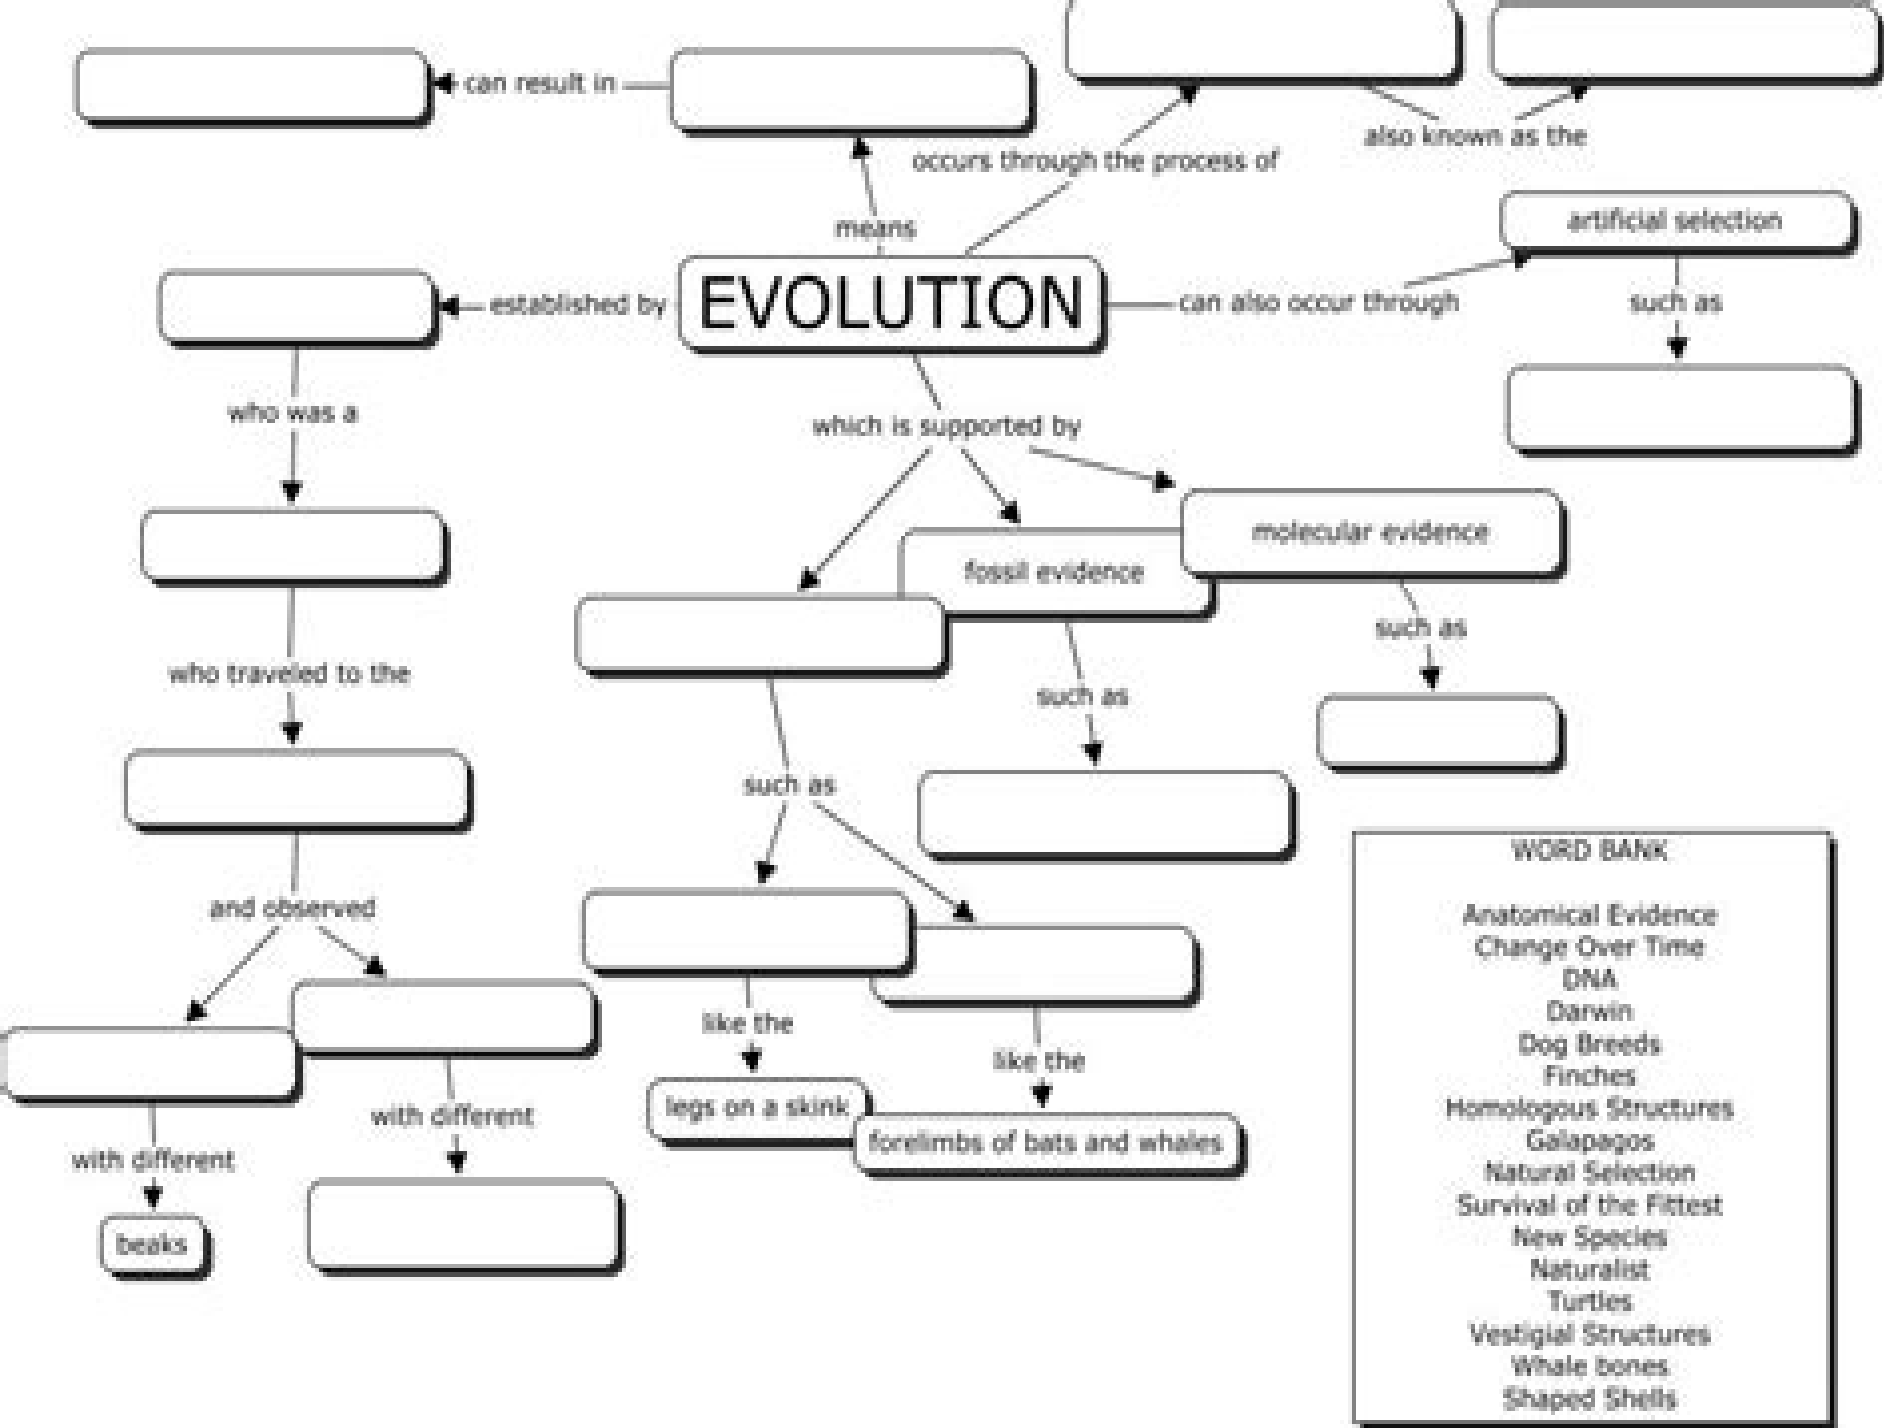 can result in
also known as the
occurs through the process of
means
artificial selection
EVOLUTION
established by
can also occur through
such as
who was a
which is supported by
molecular evidence
fossil evidence
such as
who traveled to the
such as
such as
and observed
like the
like the
legs on a skink
with different
forelimbs of bats and whales
with different
beaks
WORD BANK
Anatomical Evidence
Change Over Time
DNA
Darwin
Dog Breeds
Finches
Homologous Structures
Galapagos
Natural Selection
Survival of the Fittest
New Species
Naturalist
Turtles
Vestigial Structures
Whale bones
Shaped Shells